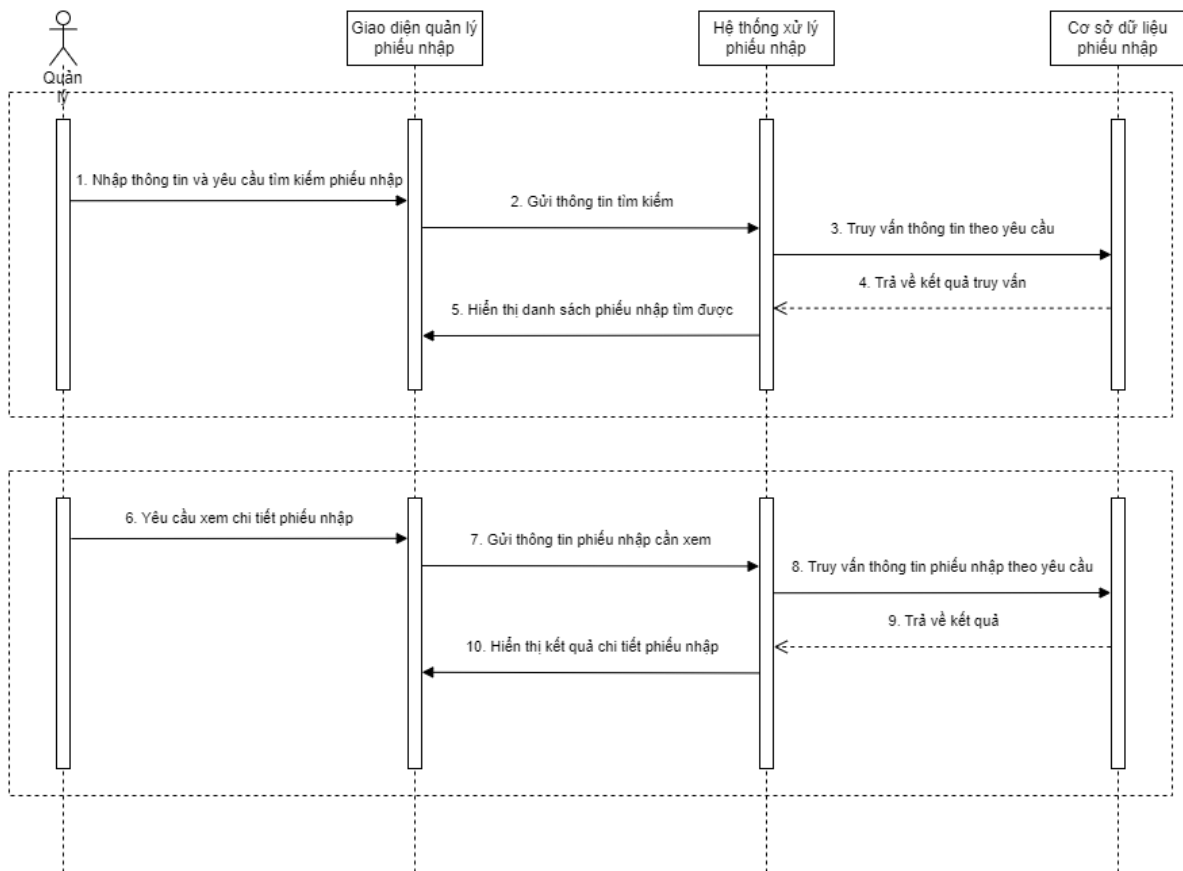 Quản
lý
Giao diện quản lý
phiếu nhập
Hệ thống xử lý
phiếu nhập
Cơ sở dữ liệu
phiếu nhập
1. Nhập thông tin và yêu cầu tìm kiếm phiếu nhập
2. Gửi thông tin tìm kiếm
3. Truy vấn thông tin theo yêu cầu
4. Trả về kết quả truy vấn
5. Hiển thị danh sách phiếu nhập tìm được
6. Yêu cầu xem chi tiết phiếu nhập
7. Gửi thông tin phiếu nhập cần xem
8. Truy vấn thông tin phiếu nhập theo yêu cầu
9. Trả về kết quả
10. Hiển thị kết quả chi tiết phiếu nhập